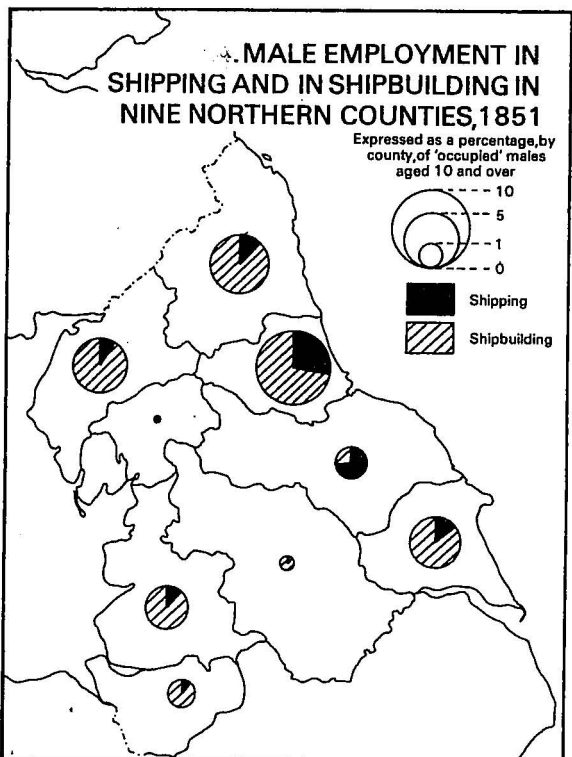 MALE EMPLOYMENT IN
SHIPPING AND IN SHIPBUILDING IN
NINE NORTHERN COUNTIES,1851
Expressed as a percentage,by
county,of 'occupied' males
aged 10 and over
10
5
1
0
Shipping
Shipbuilding